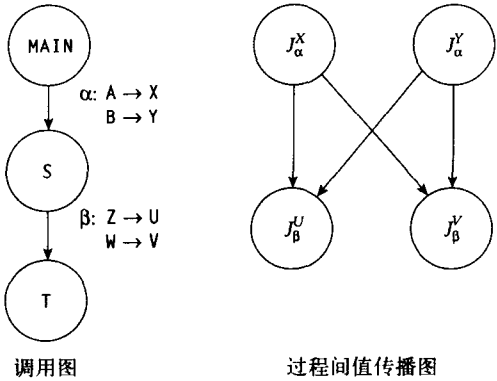 MAIN
α: A → X
B → Y
S
β: Z → U
W → V
T
调用图
J_α^X
J_α^Y
J_β^U
J_β^V
过程间值传播图